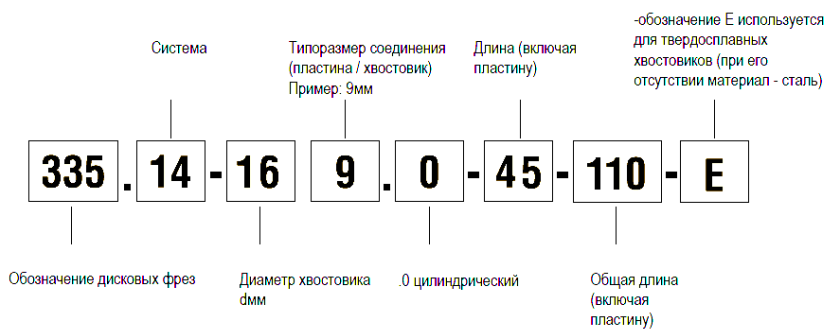 -обозначение Е используется
для твердосплавных
хвостовиков (при его
отсутствии материал - сталь)
Система
Типоразмер соединения
(пластина / хвостовик)
Пример: 9мм
Длина (включая
пластину)
335.14-16 9.0-45-110-E
Обозначение дисковых фрез
Диаметр хвостовика
dмм
.0 цилиндрический
Общая длина
(включая
пластину)